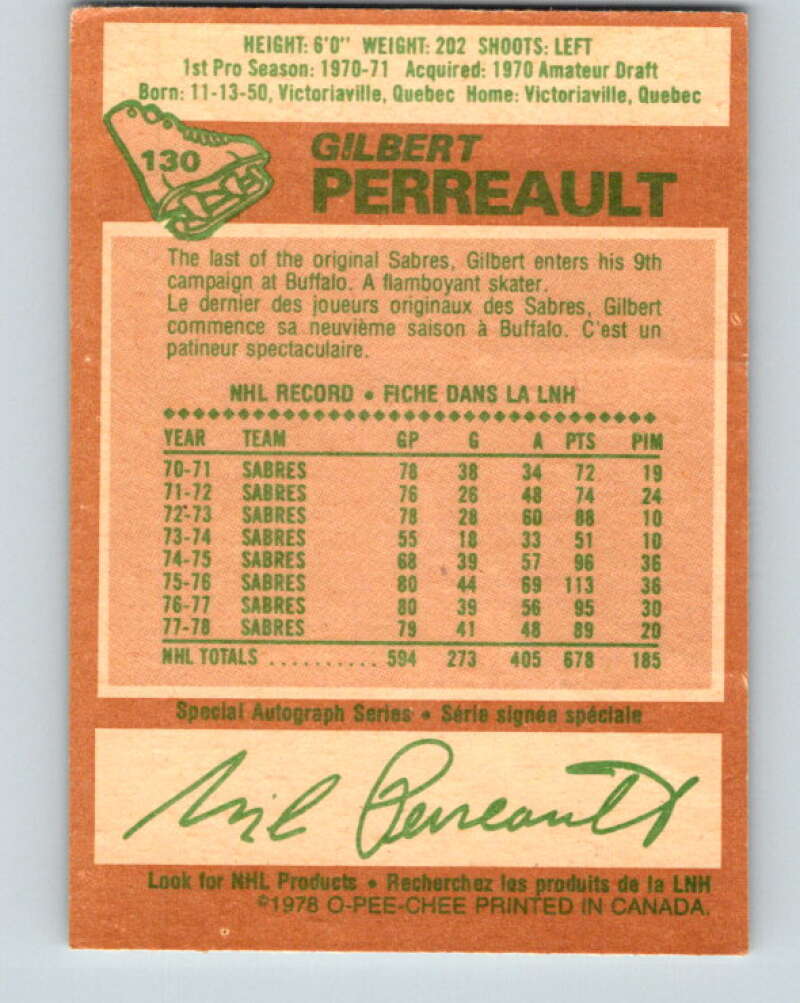 HEIGHT: 6'0" WEIGHT: 202 SHOOTS: LEFT
1st Pro Season: 1970-71 Acquired: 1970 Amateur Draft
Born: 11-13-50, Victoriaville, Quebec Home: Victoriaville, Quebec
130
GILBERT
PERREAULT
The last of the original Sabres, Gilbert enters his 9th
campaign at Buffalo. A flamboyant skater.
Le dernier des joueurs originaux des Sabres, Gilbert
commence sa neuvième saison à Buffalo. C'est un
patineur spectaculaire.
NHL RECORD • FICHE DANS LA LNH
YEAR TEAM GP G A PTS PIM
70-71 SABRES 78 38 34 72 19
71-72 SABRES 76 26 48 74 24
72-73 SABRES 78 28 60 88 10
73-74 SABRES 55 18 33 51 10
74-75 SABRES 68 39 57 96 36
75-76 SABRES 80 44 69 113 36
76-77 SABRES 80 39 56 95 30
77-78 SABRES 79 41 48 89 20
NHL TOTALS .......... 594 273 405 678 185
Special Autograph Series • Série signée spéciale
Gil Perreault
Look for NHL Products • Recherchez les produits de la LNH
©1978 O-PEE-CHEE PRINTED IN CANADA.